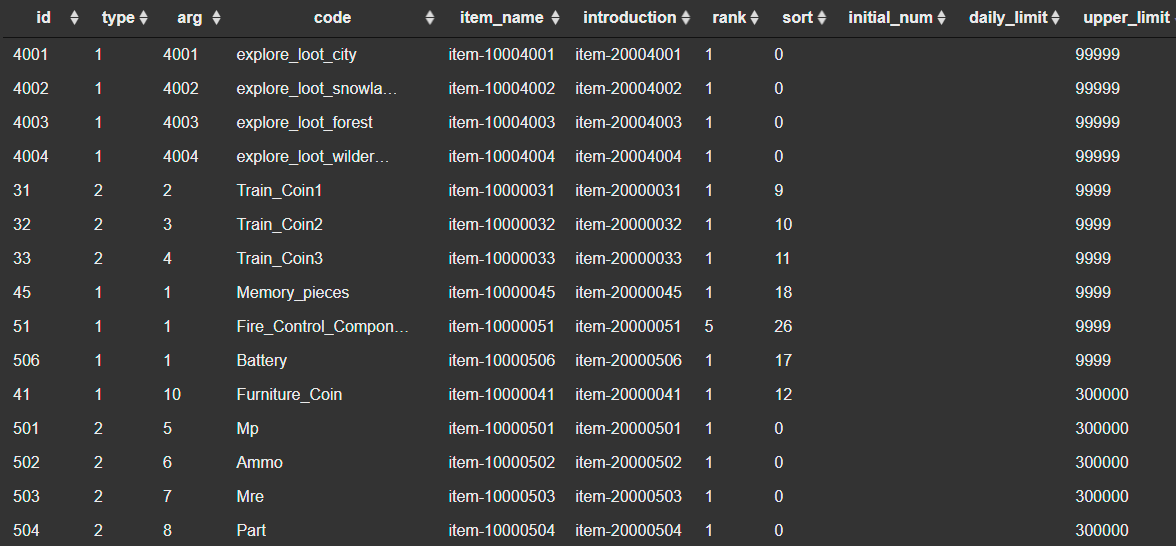 id type arg code item_name introduction rank sort initial_num daily_limit upper_limit
4001 1 4001 explore_loot_city item-10004001 item-20004001 1 0 99999
4002 1 4002 explore_loot_snowla… item-10004002 item-20004002 1 0 99999
4003 1 4003 explore_loot_forest item-10004003 item-20004003 1 0 99999
4004 1 4004 explore_loot_wilder… item-10004004 item-20004004 1 0 99999
31 2 2 Train_Coin1 item-10000031 item-20000031 1 9 9999
32 2 3 Train_Coin2 item-10000032 item-20000032 1 10 9999
33 2 4 Train_Coin3 item-10000033 item-20000033 1 11 9999
45 1 1 Memory_pieces item-10000045 item-20000045 1 18 9999
51 1 1 Fire_Control_Compon… item-10000051 item-20000051 5 26 9999
506 1 1 Battery item-10000506 item-20000506 1 17 9999
41 1 10 Furniture_Coin item-10000041 item-20000041 1 12 300000
501 2 5 Mp item-10000501 item-20000501 1 0 300000
502 2 6 Ammo item-10000502 item-20000502 1 0 300000
503 2 7 Mre item-10000503 item-20000503 1 0 300000
504 2 8 Part item-10000504 item-20000504 1 0 300000